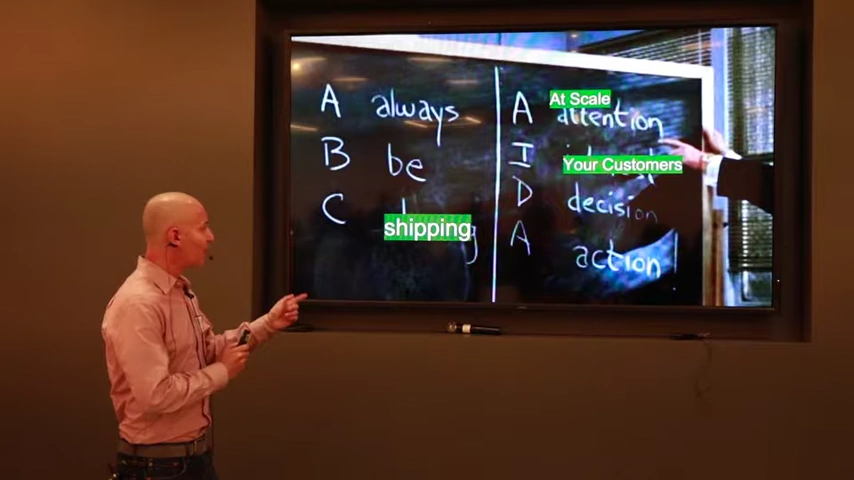 A always
B be
C shipping
A At Scale
attention
I Your Customers
D decision
A action